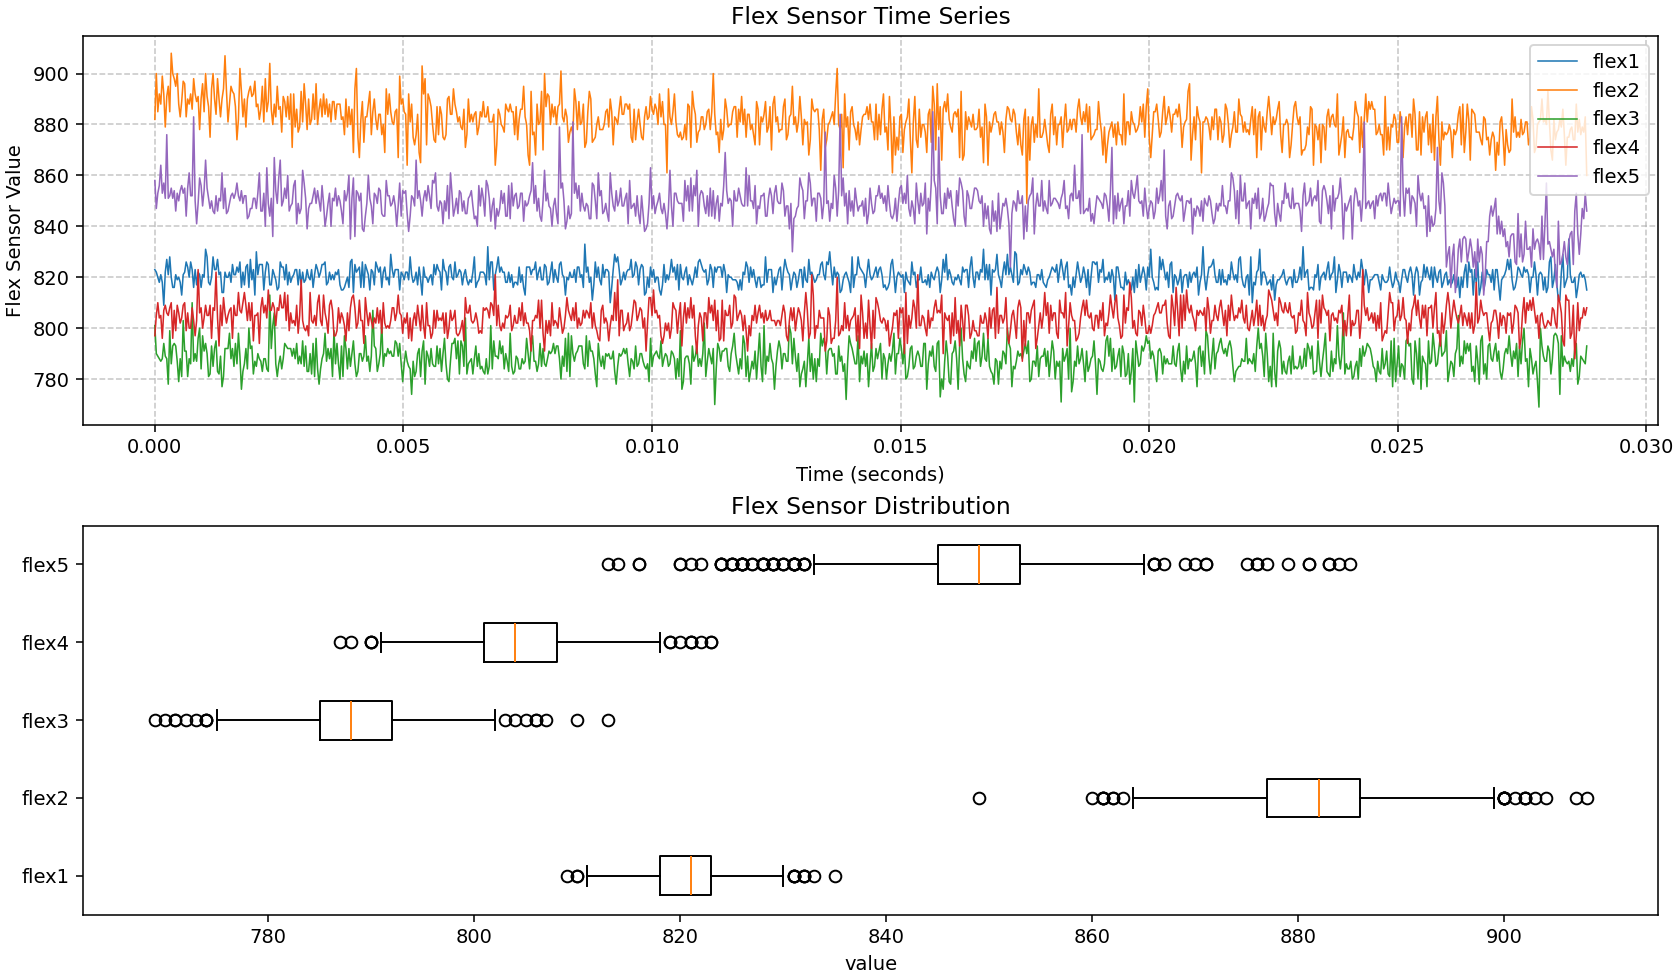 Flex Sensor Time Series
Flex Sensor Value
900
880
860
840
820
800
780
flex1
flex2
flex3
flex4
flex5
0.000 0.005 0.010 0.015 0.020 0.025 0.030
Time (seconds)
Flex Sensor Distribution
flex5
flex4
flex3
flex2
flex1
780 800 820 840 860 880 900
value